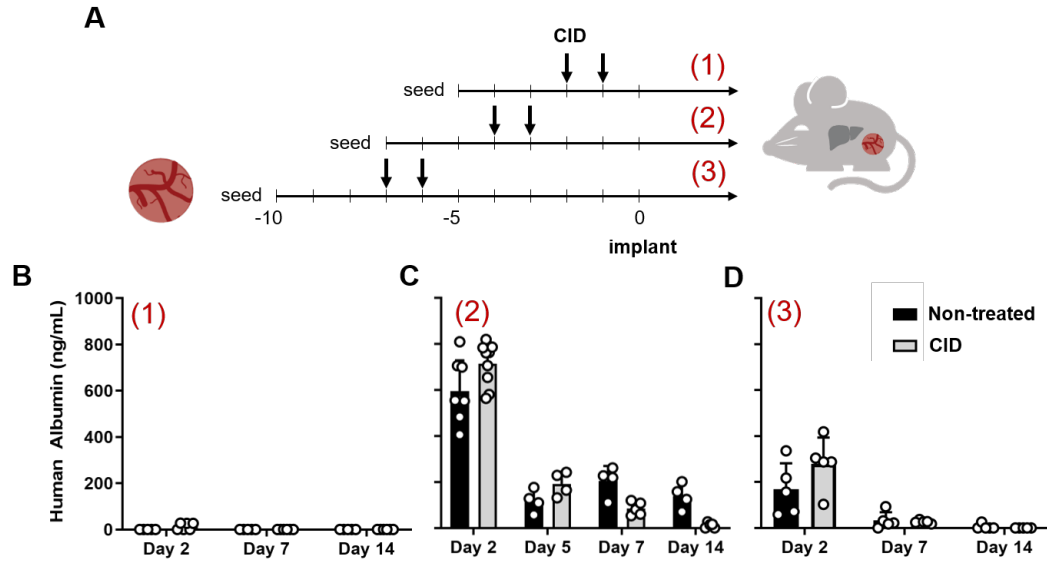 A
CID
seed
(1)
seed
(2)
seed
(3)
-10
-5
0
implant
B
C
D
Human Albumin (ng/mL)
1000
800
600
400
200
0
(1)
Day 2
Day 7
Day 14
(2)
Day 2
Day 5
Day 7
Day 14
(3)
Non-treated
CID
Day 2
Day 7
Day 14